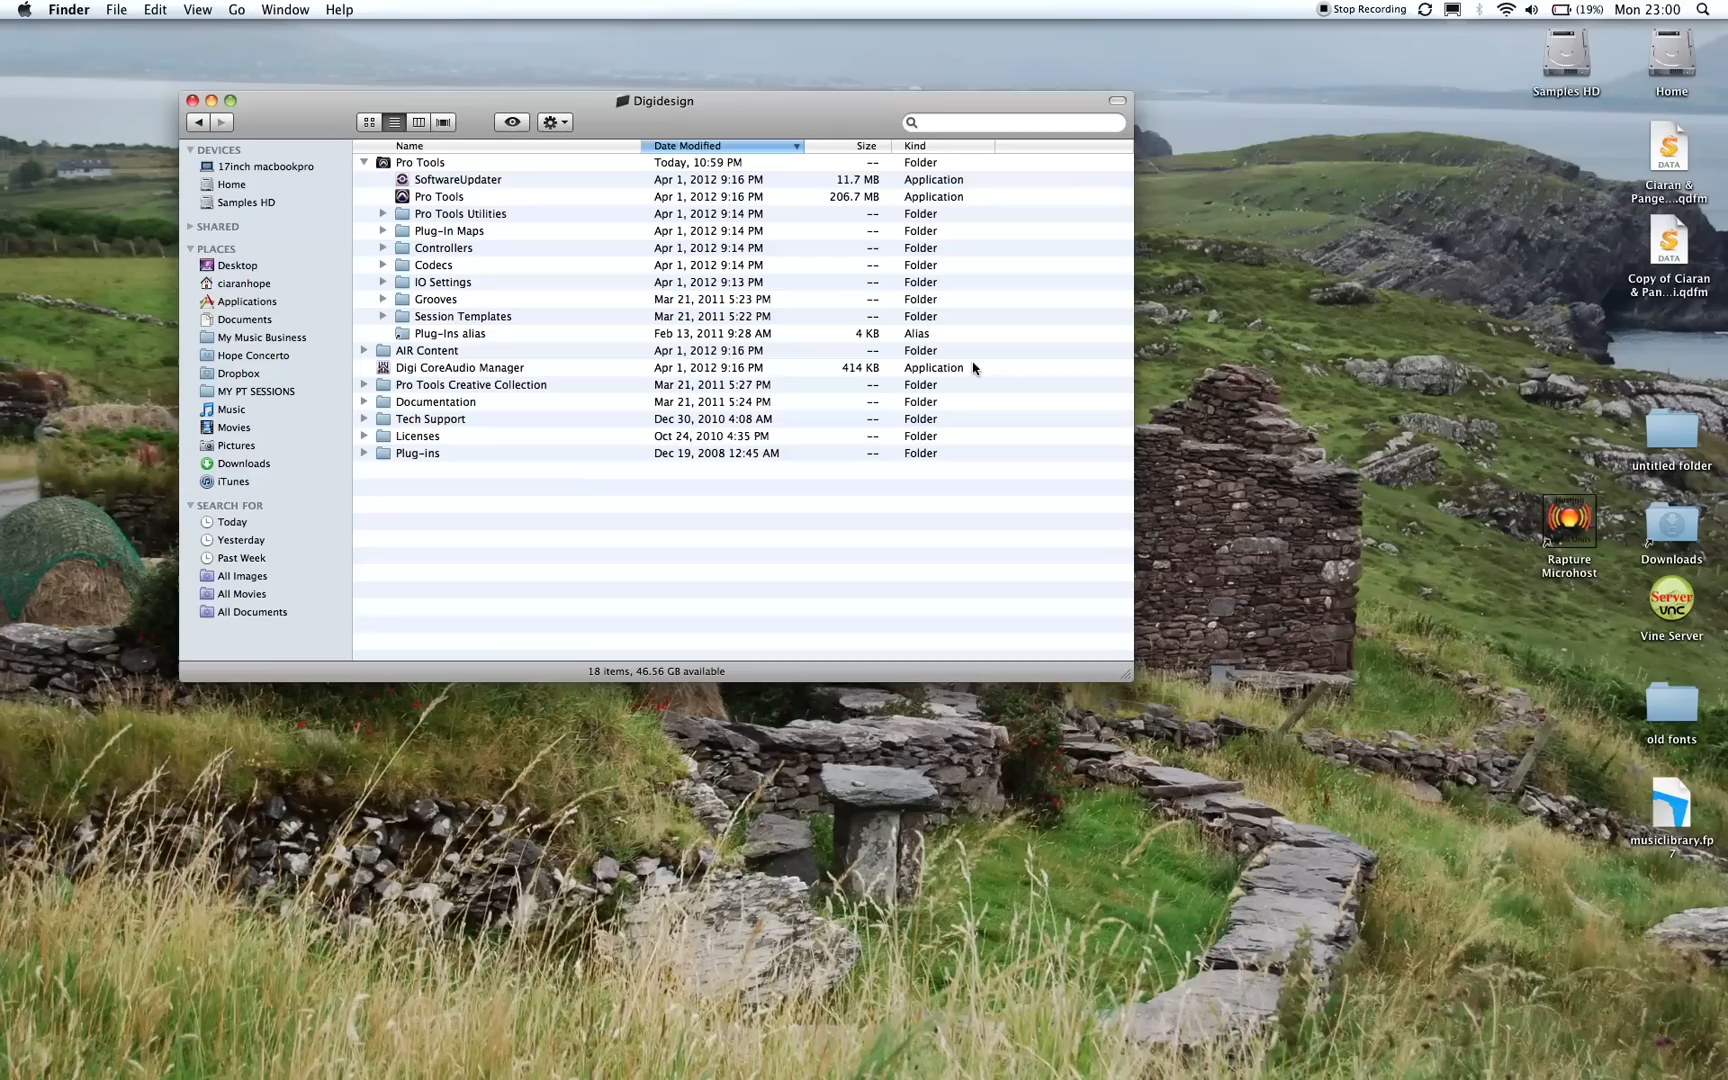 Finder File Edit View Go Window Help Stop Recording (19%) Mon 23:00
Digidesign
DEVICES
17inch macbookpro
Home
Samples HD
SHARED
PLACES
Desktop
ciaranhope
Applications
Documents
My Music Business
Hope Concerto
Dropbox
MY PT SESSIONS
Music
Movies
Pictures
Downloads
iTunes
SEARCH FOR
Today
Yesterday
Past Week
All Images
All Movies
All Documents
Name Date Modified Size Kind
Pro Tools Today, 10:59 PM -- Folder
SoftwareUpdater Apr 1, 2012 9:16 PM 11.7 MB Application
Pro Tools Apr 1, 2012 9:16 PM 206.7 MB Application
Pro Tools Utilities Apr 1, 2012 9:14 PM -- Folder
Plug-In Maps Apr 1, 2012 9:14 PM -- Folder
Controllers Apr 1, 2012 9:14 PM -- Folder
Codecs Apr 1, 2012 9:14 PM -- Folder
IO Settings Apr 1, 2012 9:13 PM -- Folder
Grooves Mar 21, 2011 5:23 PM -- Folder
Session Templates Mar 21, 2011 5:22 PM -- Folder
Plug-Ins alias Feb 13, 2011 9:28 AM 4 KB Alias
AIR Content Apr 1, 2012 9:16 PM -- Folder
Digi CoreAudio Manager Apr 1, 2012 9:16 PM 414 KB Application
Pro Tools Creative Collection Mar 21, 2011 5:27 PM -- Folder
Documentation Mar 21, 2011 5:24 PM -- Folder
Tech Support Dec 30, 2010 4:08 AM -- Folder
Licenses Oct 24, 2010 4:35 PM -- Folder
Plug-ins Dec 19, 2008 12:45 AM -- Folder
18 items, 46.56 GB available
Samples HD
Home
DATA
Ciaran &
Pange....qdfm
DATA
Copy of Ciaran
& Pan...i.qdfm
untitled folder
Rapture
Microhost
Downloads
Server
vnc
Vine Server
old fonts
musiclibrary.fp
7